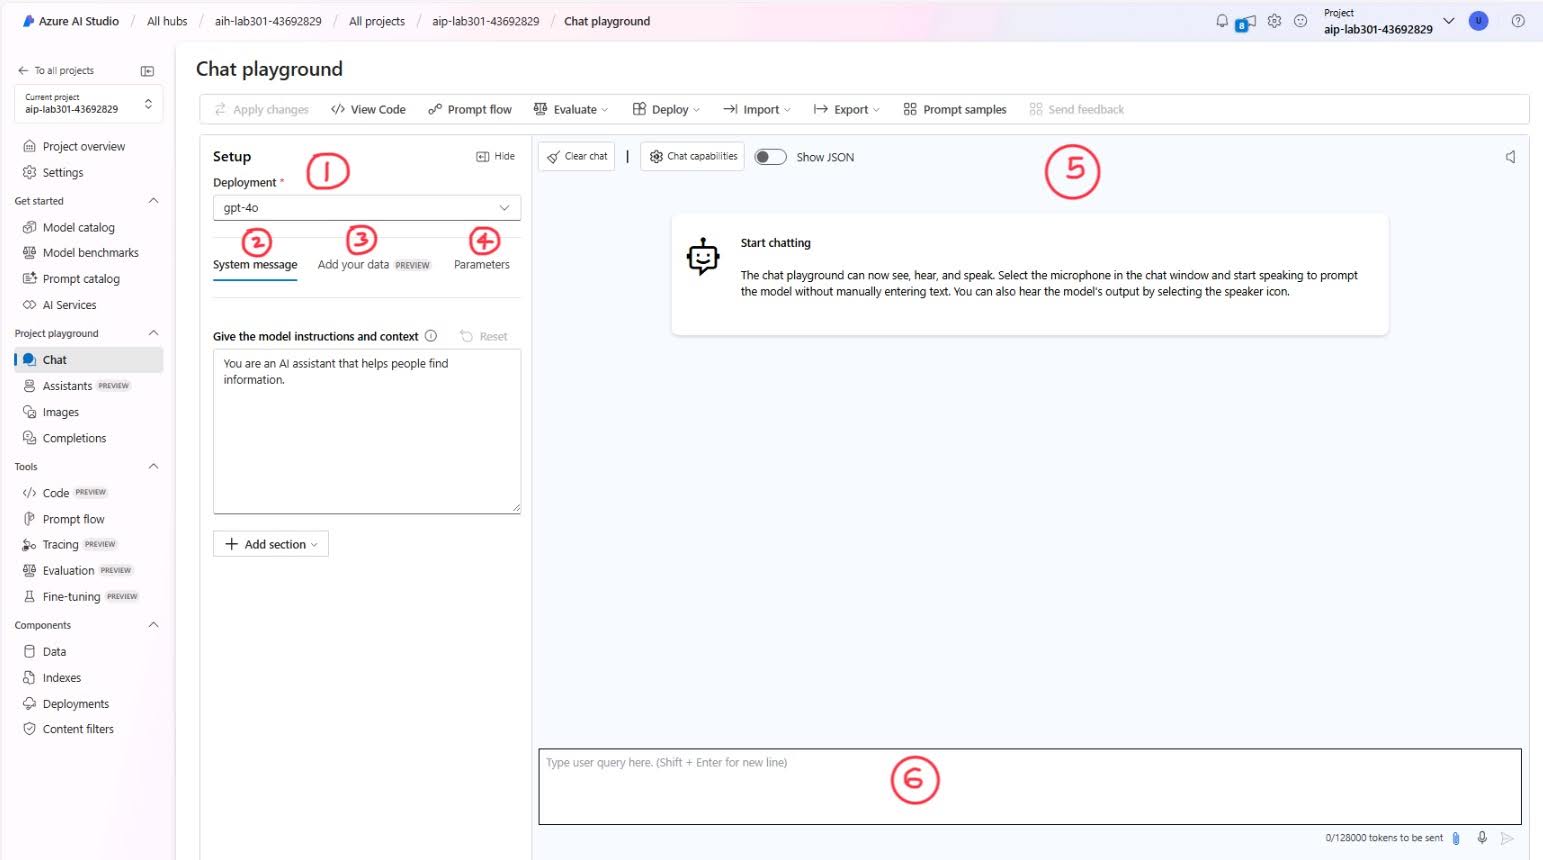 Azure AI Studio / All hubs / aih-lab301-43692829 / All projects / aip-lab301-43692829 / Chat playground
8
Project
aip-lab301-43692829
U
To all projects
Current project
aip-lab301-43692829
Project overview
Settings
Get started
Model catalog
Model benchmarks
Prompt catalog
AI Services
Project playground
Chat
Assistants PREVIEW
Images
Completions
Tools
Code PREVIEW
Prompt flow
Tracing PREVIEW
Evaluation PREVIEW
Fine-tuning PREVIEW
Components
Data
Indexes
Deployments
Content filters
Chat playground
Apply changes View Code Prompt flow Evaluate Deploy Import Export Prompt samples Send feedback
Setup
Hide
1
Deployment *
gpt-4o
2 3 4
System message Add your data PREVIEW Parameters
Give the model instructions and context Reset
You are an AI assistant that helps people find
information.
Add section
Clear chat | Chat capabilities Show JSON
5
Start chatting
The chat playground can now see, hear, and speak. Select the microphone in the chat window and start speaking to prompt
the model without manually entering text. You can also hear the model's output by selecting the speaker icon.
Type user query here. (Shift + Enter for new line)
6
0/128000 tokens to be sent